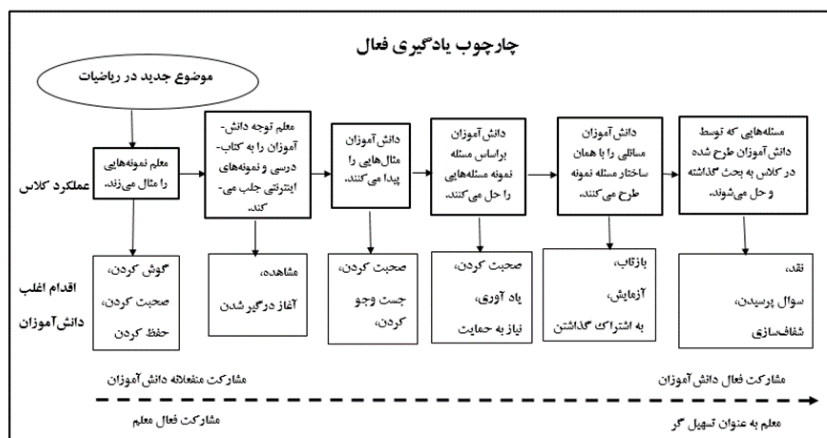 چارچوب یادگیری فعال
موضوع جدید در ریاضیات
عملکرد کلاس
معلم نمونه‌هایی
را مثال می‌زند.
معلم توجه دانش-
آموزان را به کتاب-
درسی و نمونه‌های
اینترنتی جلب می-
کند.
دانش‌آموزان
مثال‌هایی را
پیدا می‌کنند.
دانش‌آموزان
براساس مسئله
نمونه مسئله‌هایی
را حل می‌کنند.
دانش‌آموزان
مسائلی را با همان
ساختار مسئله نمونه
طرح می‌کنند.
مسئله‌هایی که توسط
دانش‌آموزان طرح شده
در کلاس به بحث گذاشته
و حل می‌شوند.
اقدام اغلب
دانش‌آموزان
گوش کردن،
صحبت کردن،
حفظ کردن
مشاهده،
آغاز درگیر شدن
صحبت کردن،
جست وجو
کردن،
صحبت کردن،
یاد آوری،
نیاز به حمایت
بازتاب،
آزمایش،
به اشتراک گذاشتن
نقد،
سوال پرسیدن،
شفاف‌سازی
مشارکت منفعلانه دانش‌آموزان
مشارکت فعال دانش‌آموزان
مشارکت فعال معلم
معلم به عنوان تسهیل گر